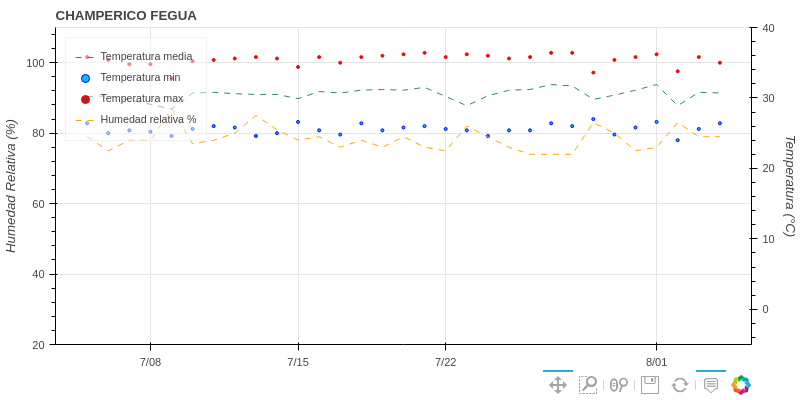 CHAMPERICO FEGUA
Temperatura media
Temperatura min
Temperatura max
Humedad relativa %
Humedad Relativa (%)
100
80
60
40
20
Temperatura (°C)
40
30
20
10
0
7/08
7/15
7/22
8/01